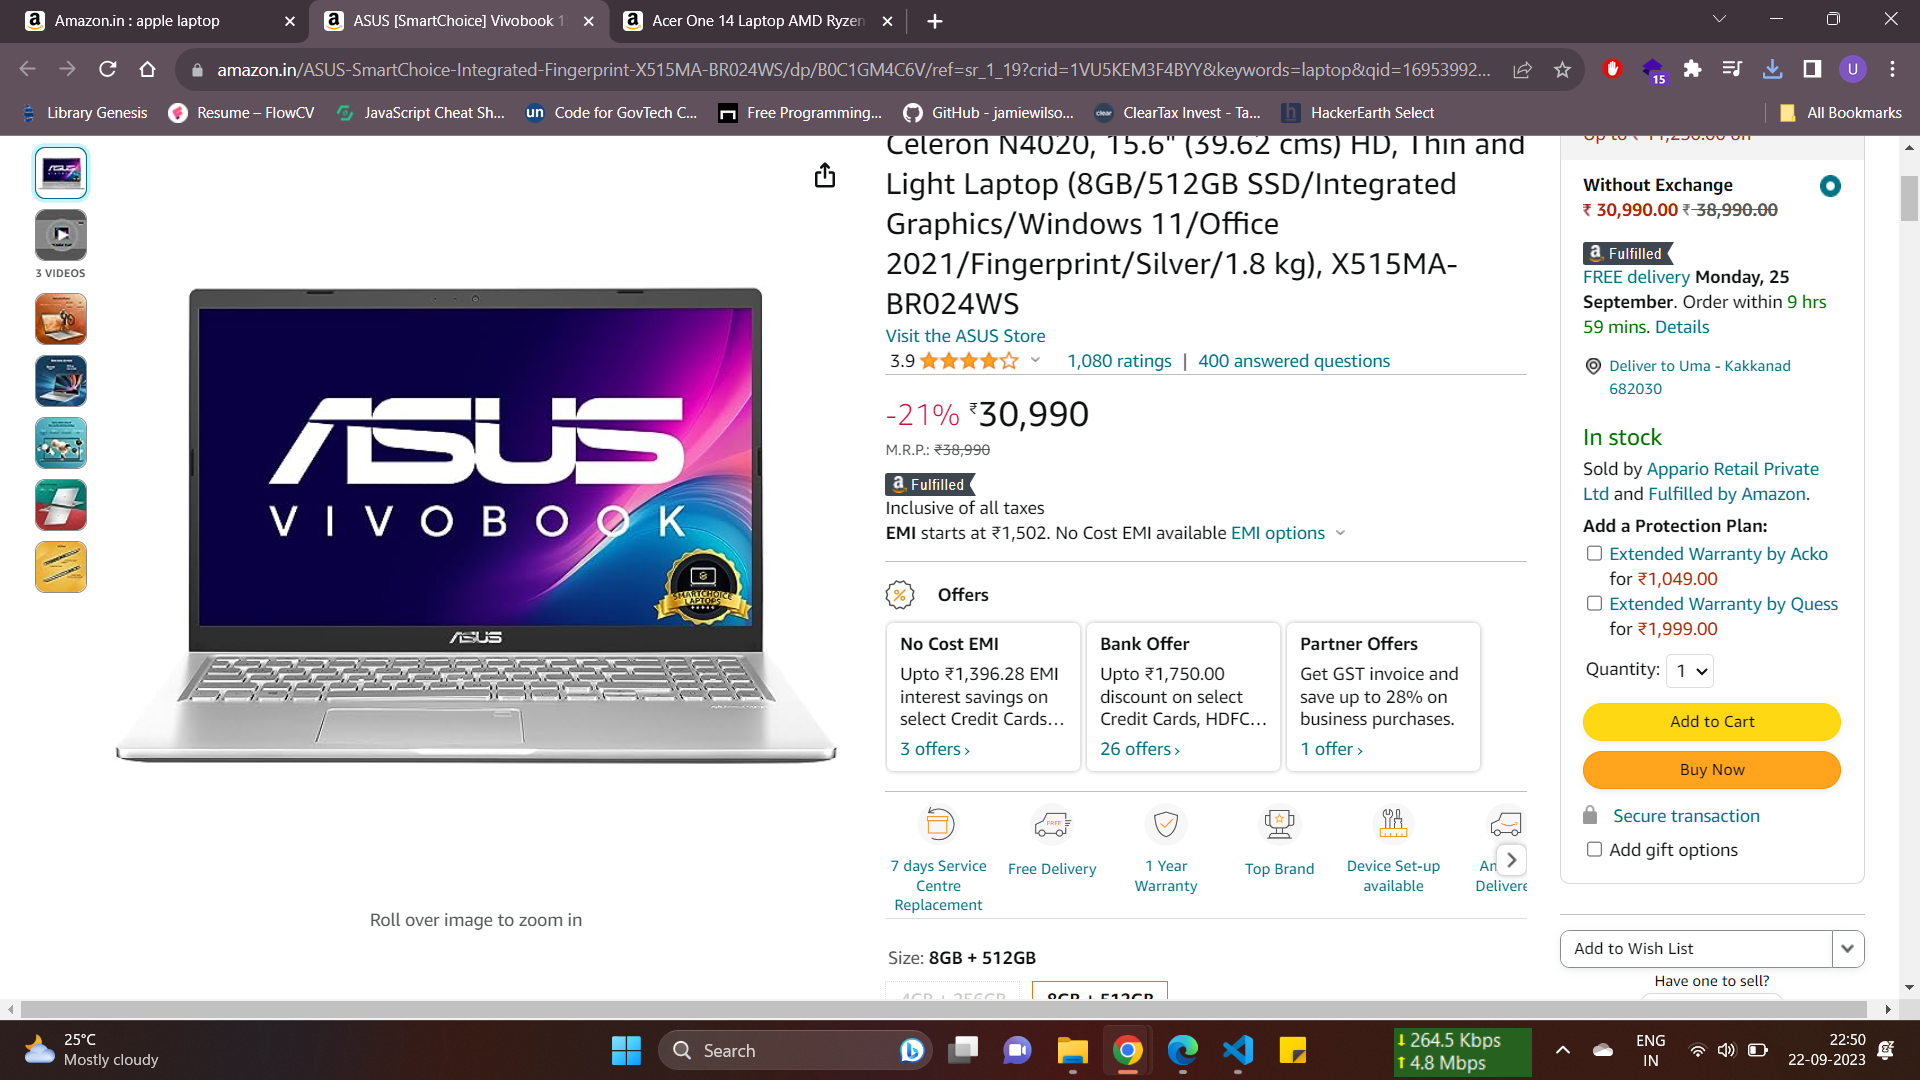 Amazon.in : apple laptop
ASUS [SmartChoice] Vivobook 1
Acer One 14 Laptop AMD Ryzen
amazon.in/ASUS-SmartChoice-Integrated-Fingerprint-X515MA-BR024WS/dp/B0C1GM4C6V/ref=sr_1_19?crid=1VU5KEM3F4BYY&keywords=laptop&qid=16953992...
15
U
Library Genesis
Resume – FlowCV
JavaScript Cheat Sh...
un
Code for GovTech C...
Free Programming...
GitHub - jamiewilso...
clear
ClearTax Invest - Ta...
h
HackerEarth Select
All Bookmarks
3 VIDEOS
ASUS
VIVOBOOK
SMARTCHOICE
LAPTOPS
ASUS
Roll over image to zoom in
Celeron N4020, 15.6" (39.62 cms) HD, Thin and
Light Laptop (8GB/512GB SSD/Integrated
Graphics/Windows 11/Office
2021/Fingerprint/Silver/1.8 kg), X515MA-
BR024WS
Visit the ASUS Store
3.9
1,080 ratings | 400 answered questions
-21% ₹30,990
M.R.P.: ₹38,990
a Fulfilled
Inclusive of all taxes
EMI starts at ₹1,502. No Cost EMI available EMI options
Offers
No Cost EMI
Upto ₹1,396.28 EMI
interest savings on
select Credit Cards…
3 offers ›
Bank Offer
Upto ₹1,750.00
discount on select
Credit Cards, HDFC…
26 offers ›
Partner Offers
Get GST invoice and
save up to 28% on
business purchases.
1 offer ›
FREE
7 days Service
Centre
Replacement
Free Delivery
1 Year
Warranty
Top Brand
Device Set-up
available
Am
Delivere
Size: 8GB + 512GB
4GB + 256GB
8GB + 512GB
Up to ₹ 11,250.00 off
Without Exchange
₹ 30,990.00 ₹ 38,990.00
a Fulfilled
FREE delivery Monday, 25
September. Order within 9 hrs
59 mins. Details
Deliver to Uma - Kakkanad
682030
In stock
Sold by Appario Retail Private
Ltd and Fulfilled by Amazon.
Add a Protection Plan:
Extended Warranty by Acko
for ₹1,049.00
Extended Warranty by Quess
for ₹1,999.00
Quantity: 1
Add to Cart
Buy Now
Secure transaction
Add gift options
Add to Wish List
Have one to sell?
25°C
Mostly cloudy
Search
264.5 Kbps
4.8 Mbps
ENG
IN
22:50
22-09-2023